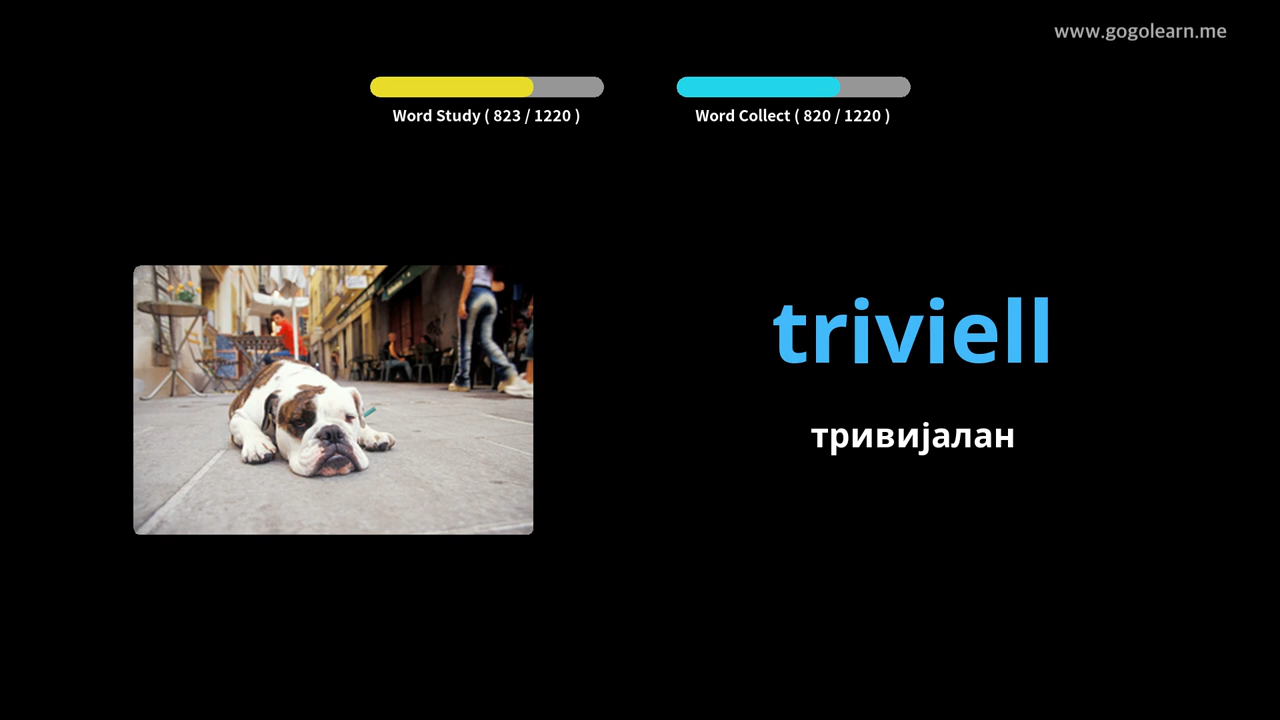 www.gogolearn.me
Word Study ( 823 / 1220 )
Word Collect ( 820 / 1220 )
triviell
тривијалан